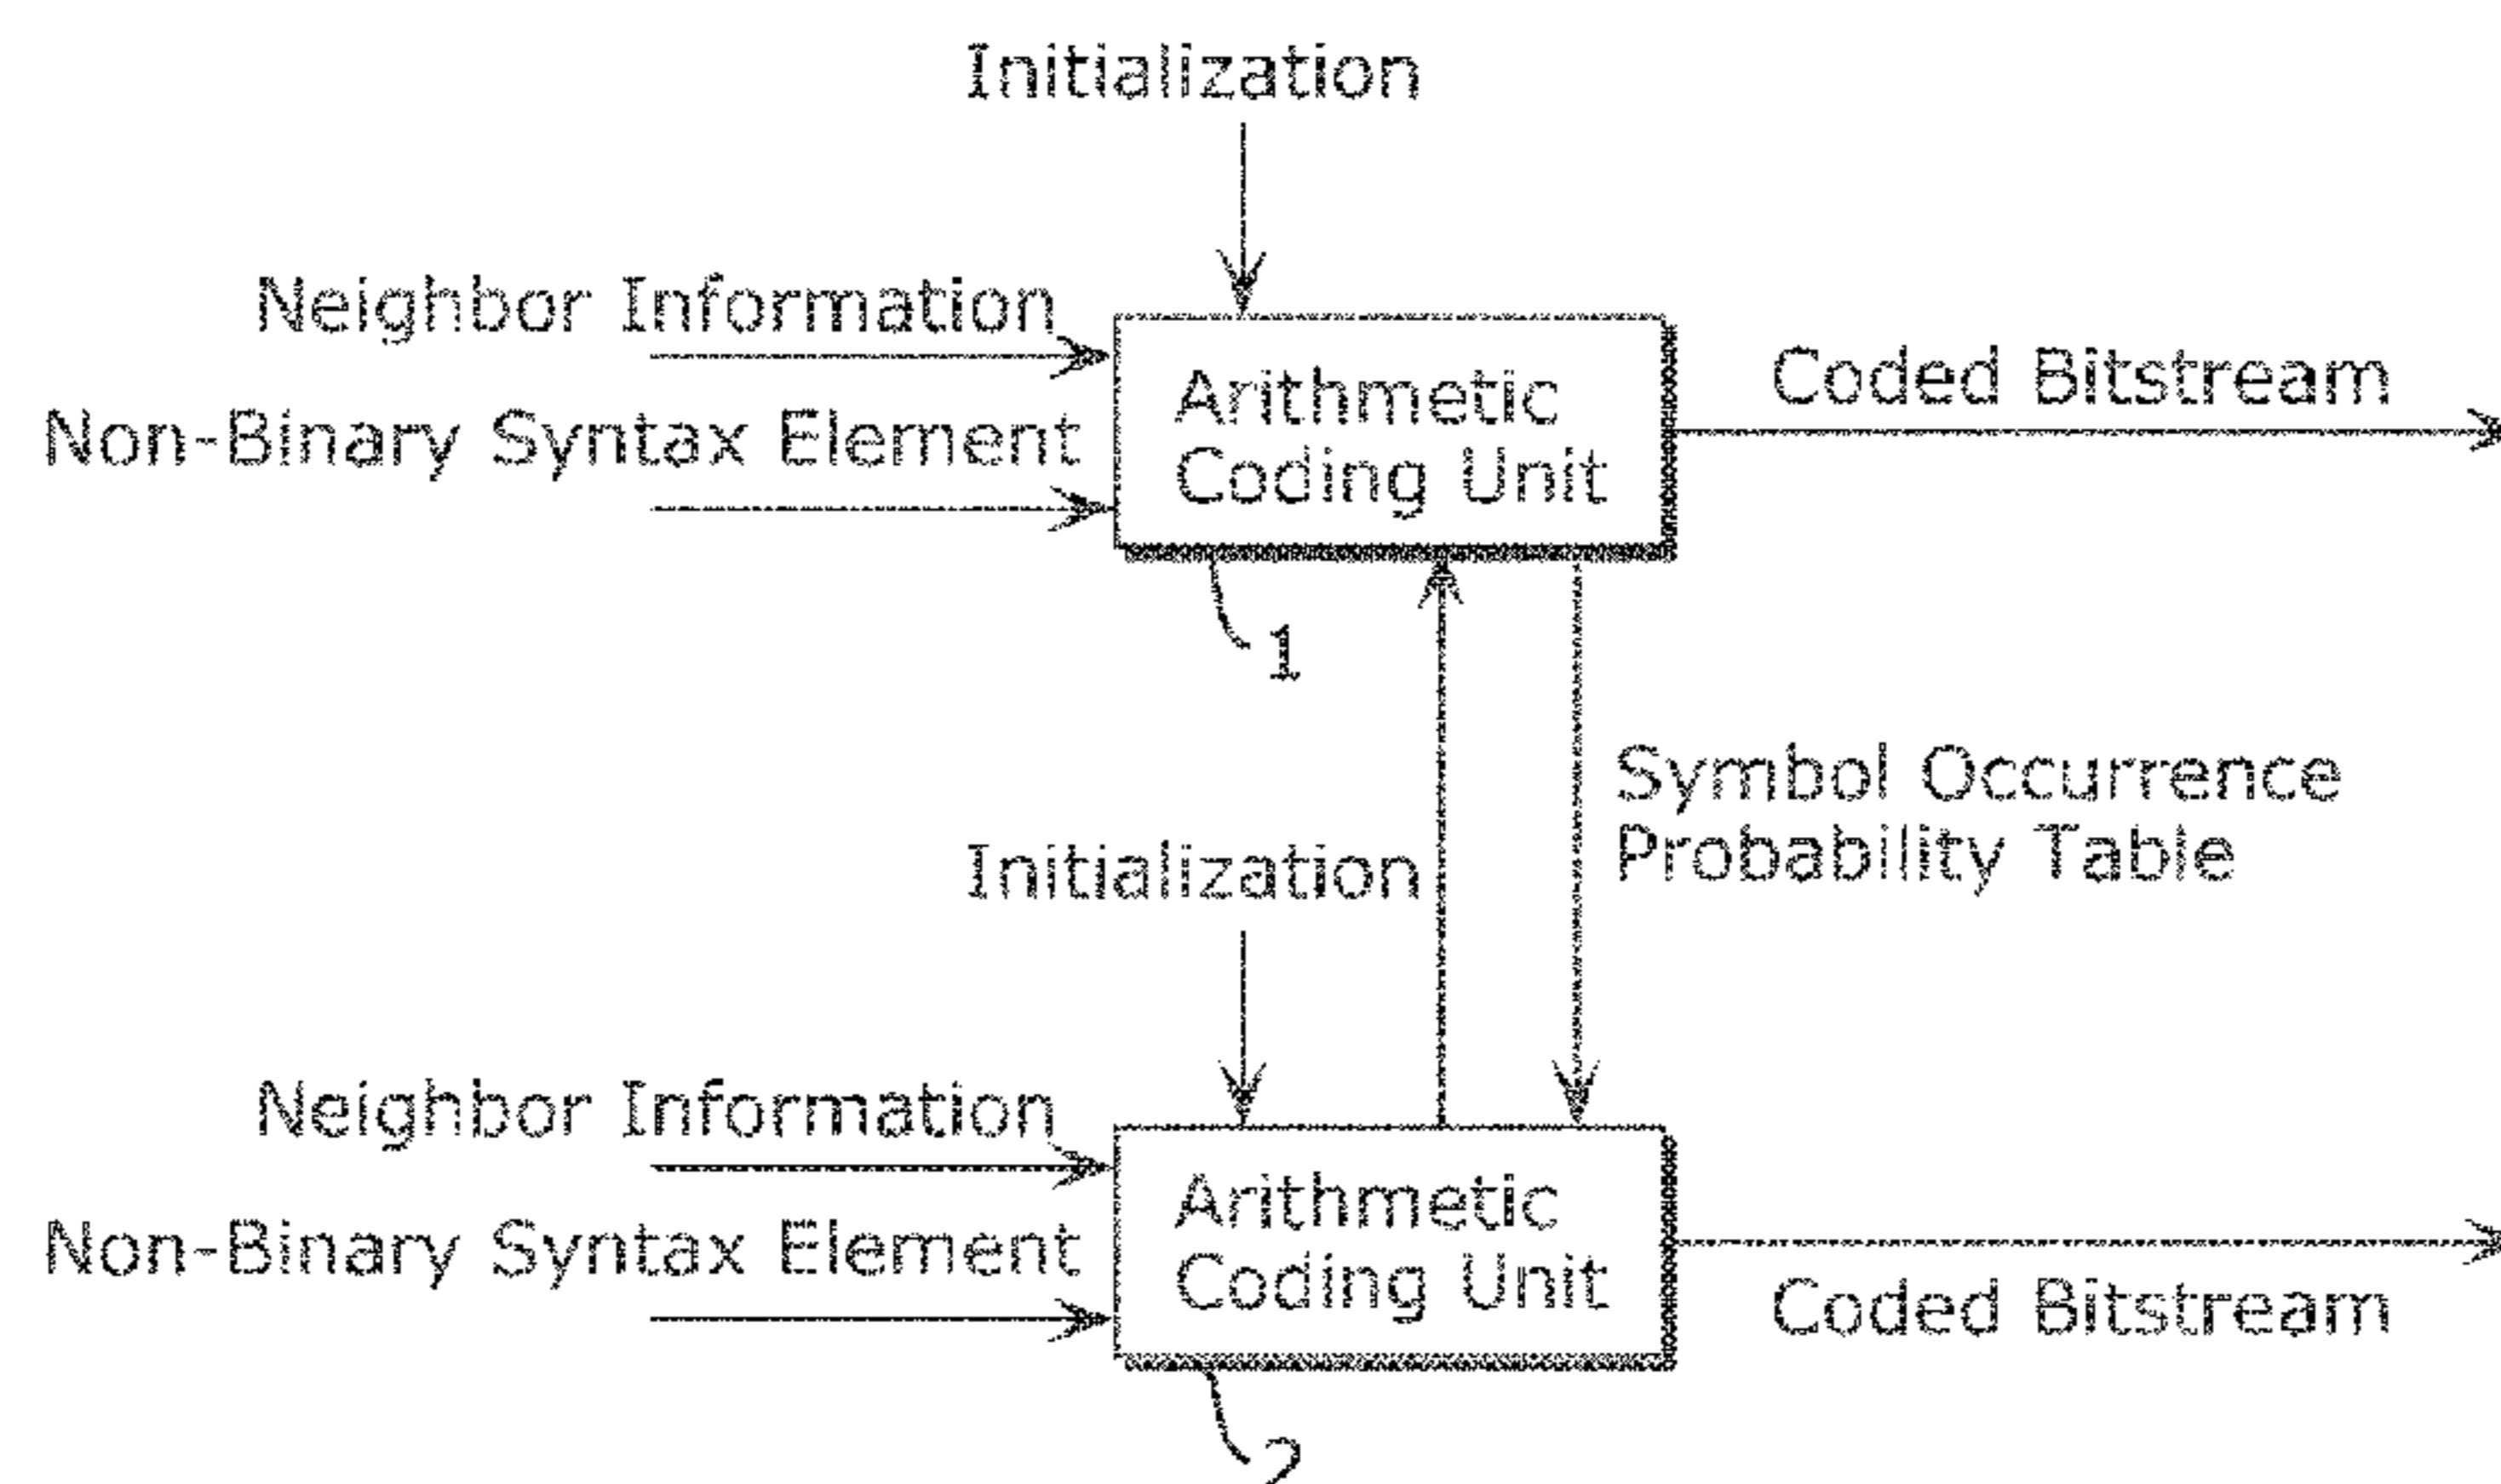 Initialization
Neighbor Information
Non-Binary Syntax Element
Arithmetic
Coding Unit
Coded Bitstream
1
Symbol Occurrence
Probability Table
Initialization
Neighbor Information
Non-Binary Syntax Element
Arithmetic
Coding Unit
Coded Bitstream
2